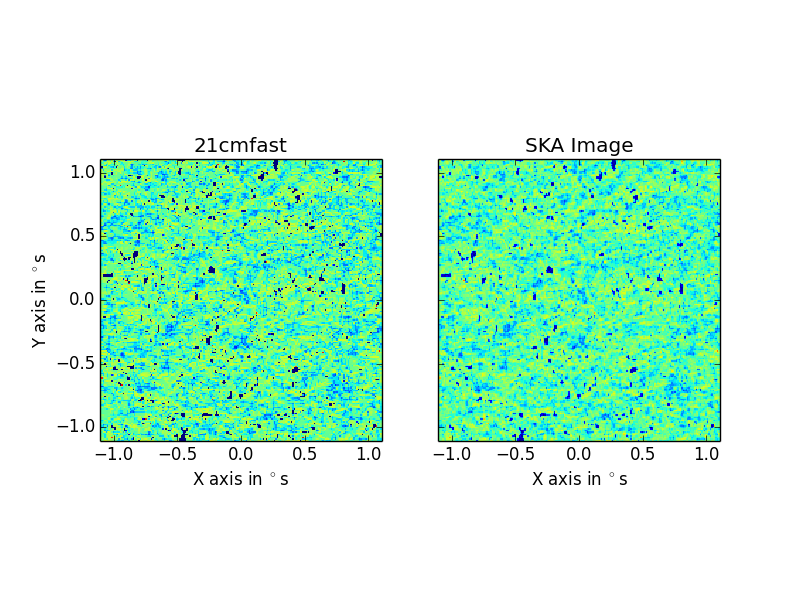 21cmfast
SKA Image
Y axis in °s
1.0
0.5
0.0
−0.5
−1.0
−1.0 −0.5 0.0 0.5 1.0
−1.0 −0.5 0.0 0.5 1.0
X axis in °s
X axis in °s